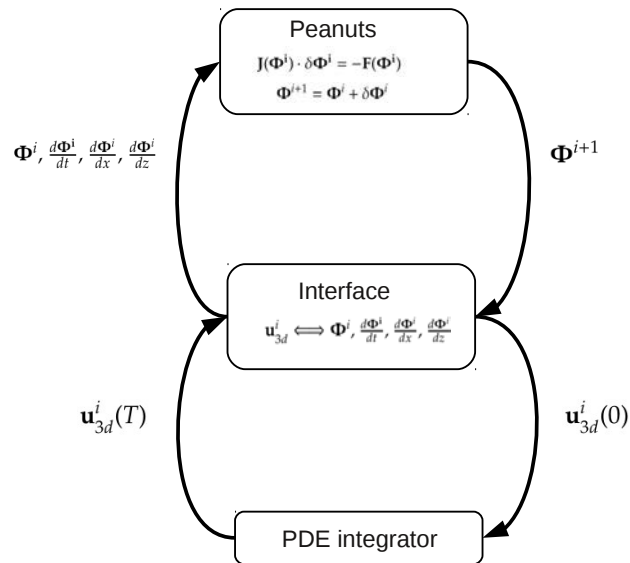 Peanuts
J(Φⁱ) · δΦⁱ = −F(Φⁱ)
Φⁱ⁺¹ = Φⁱ + δΦⁱ
Φⁱ, dΦⁱ/dt, dΦⁱ/dx, dΦⁱ/dz
Φⁱ⁺¹
Interface
uⁱ₃d ⟺ Φⁱ, dΦⁱ/dt, dΦⁱ/dx, dΦⁱ/dz
uⁱ₃d(T)
uⁱ₃d(0)
PDE integrator